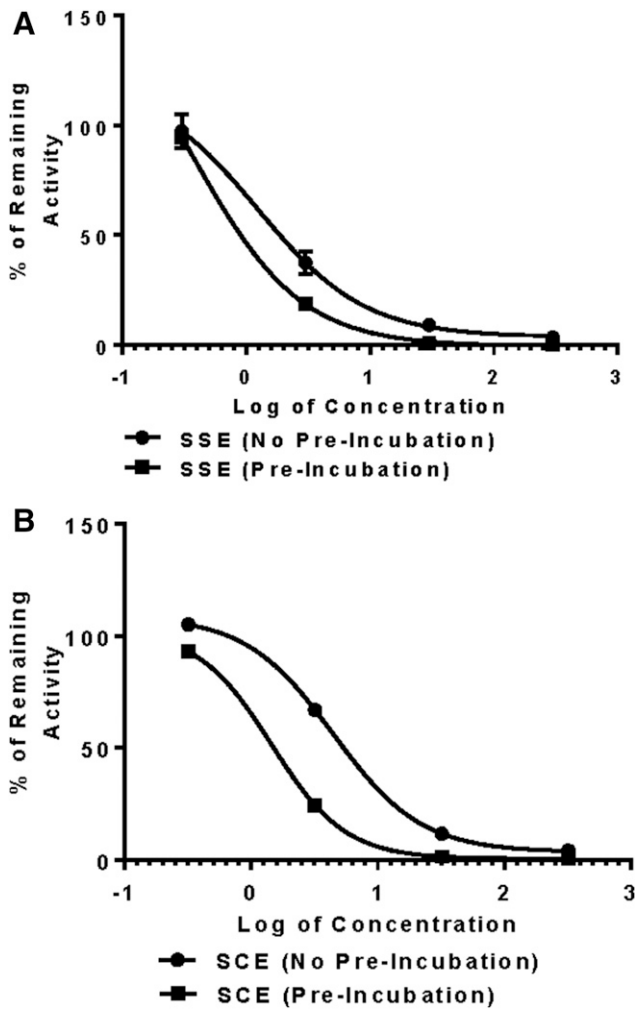 A
150
100
50
0
% of Remaining
Activity
-1 0 1 2 3
Log of Concentration
SSE (No Pre-Incubation)
SSE (Pre-Incubation)
B
150
100
50
0
% of Remaining
Activity
-1 0 1 2 3
Log of Concentration
SCE (No Pre-Incubation)
SCE (Pre-Incubation)